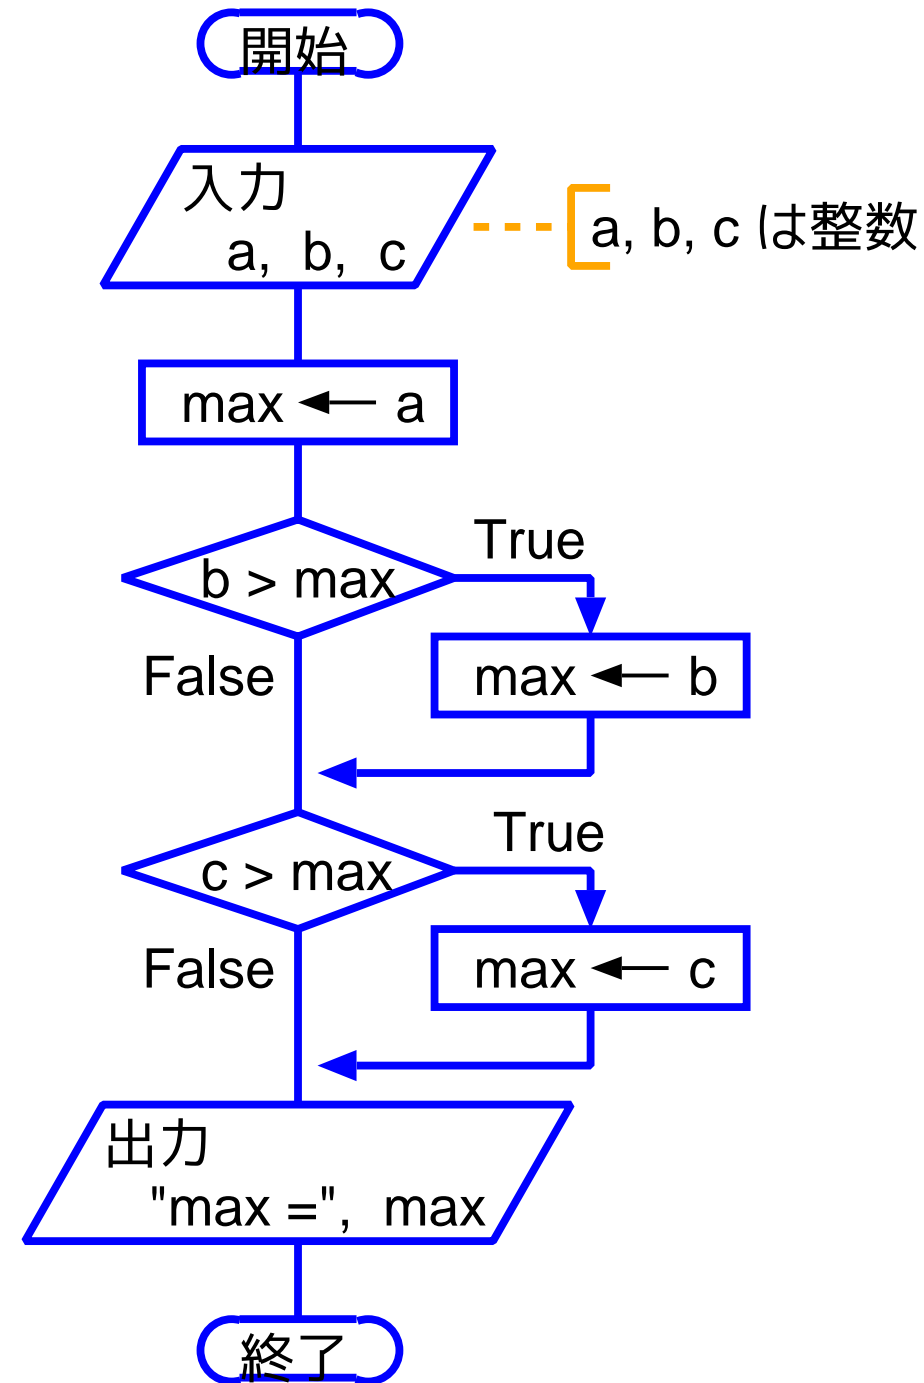 開始
入力
a, b, c
a, b, c は整数
max ← a
b > max
True
False
max ← b
c > max
True
False
max ← c
出力
"max =", max
終了